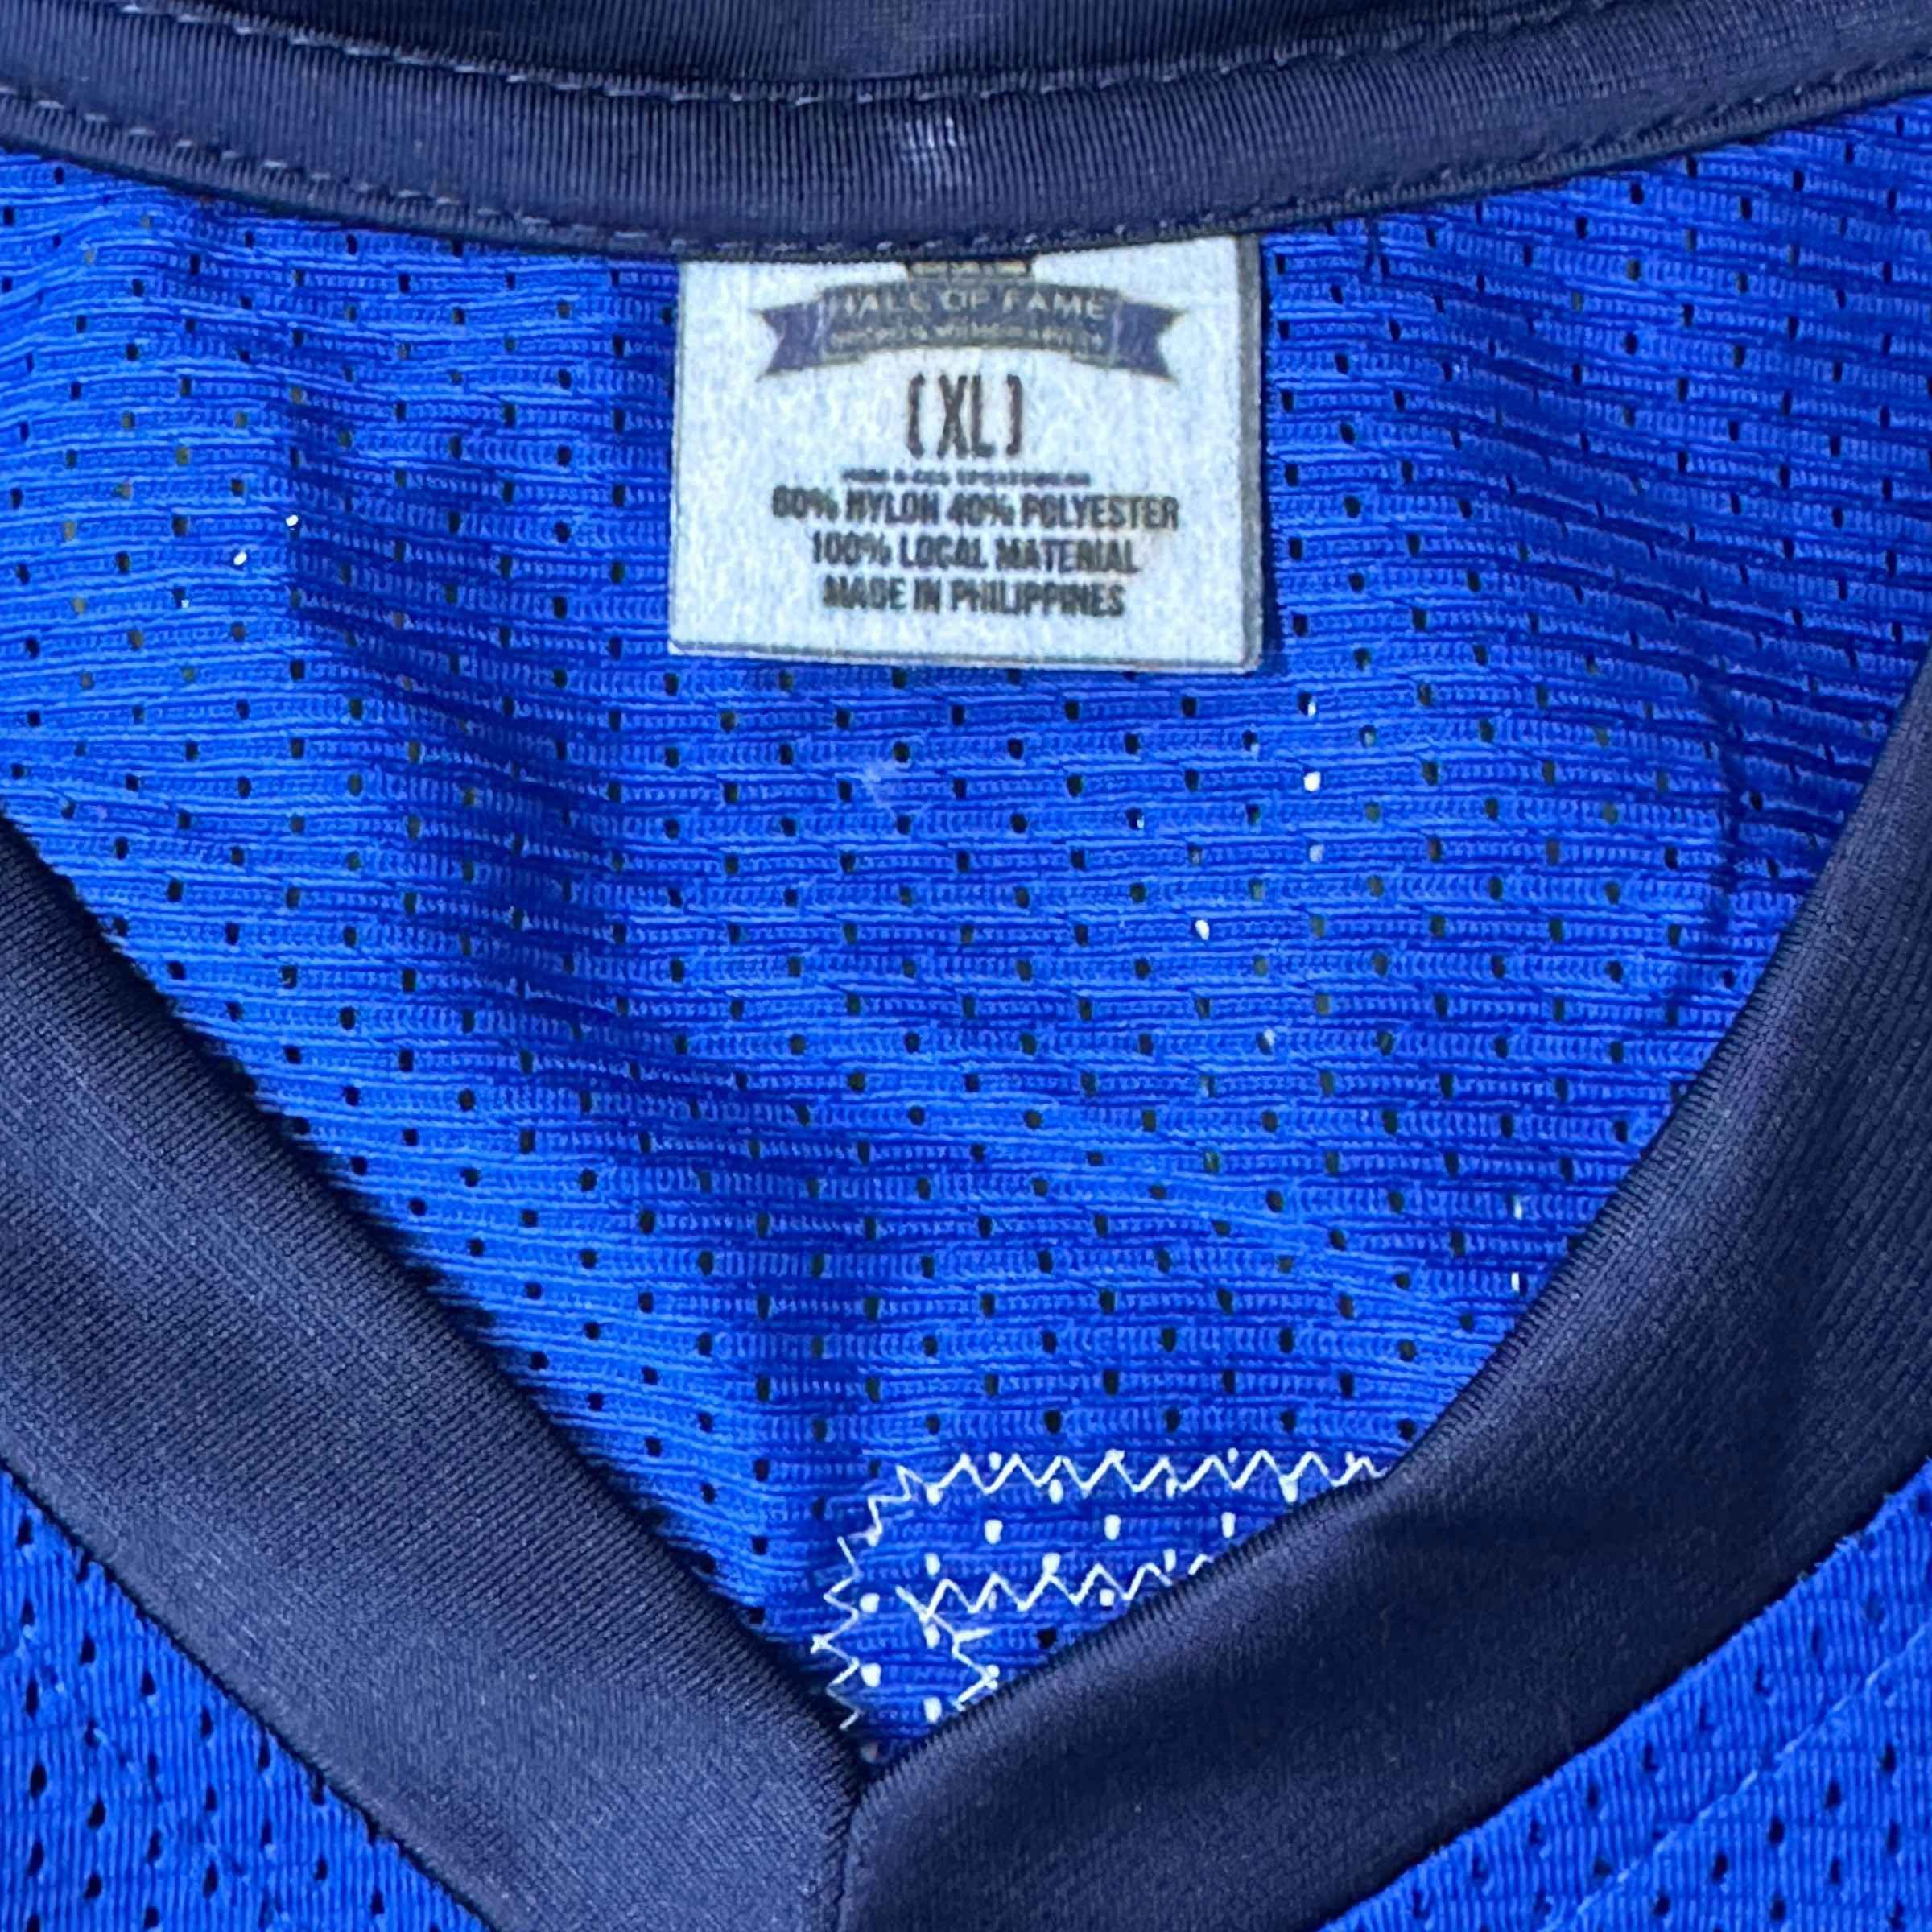 HALL OF FAME
(XL)
60% NYLON 40% POLYESTER
100% LOCAL MATERIAL
MADE IN PHILIPPINES